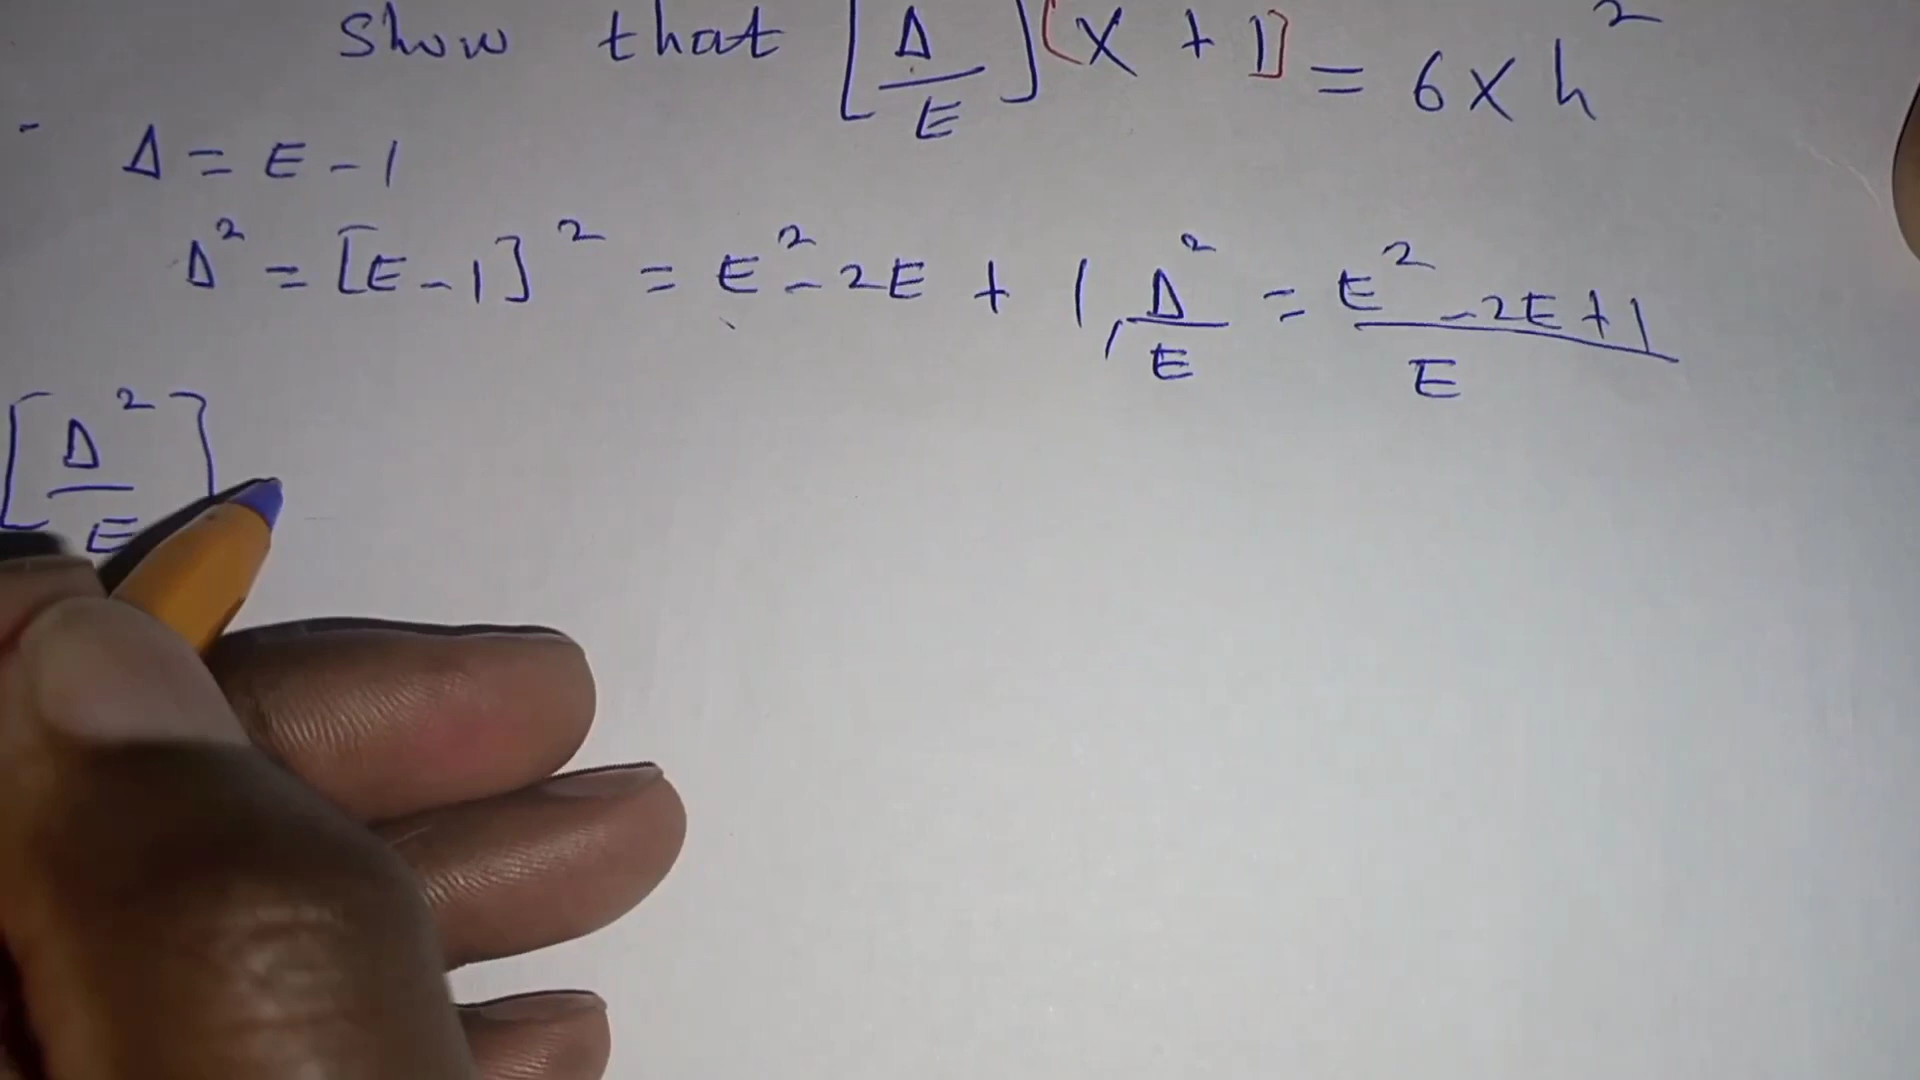 Show that [Δ/E](x + 1] = 6xh²
Δ = E - 1
Δ² = [E - 1]² = E² - 2E + 1, Δ²/E = E² - 2E + 1/E
[Δ²/E]